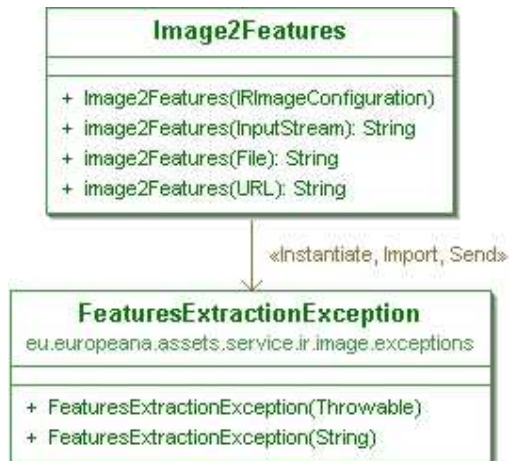 Image2Features
+ Image2Features(IRImageConfiguration)
+ image2Features(InputStream): String
+ image2Features(File): String
+ image2Features(URL): String
«Instantiate, Import, Send»
FeaturesExtractionException
eu.europeana.assets.service.ir.image.exceptions
+ FeaturesExtractionException(Throwable)
+ FeaturesExtractionException(String)